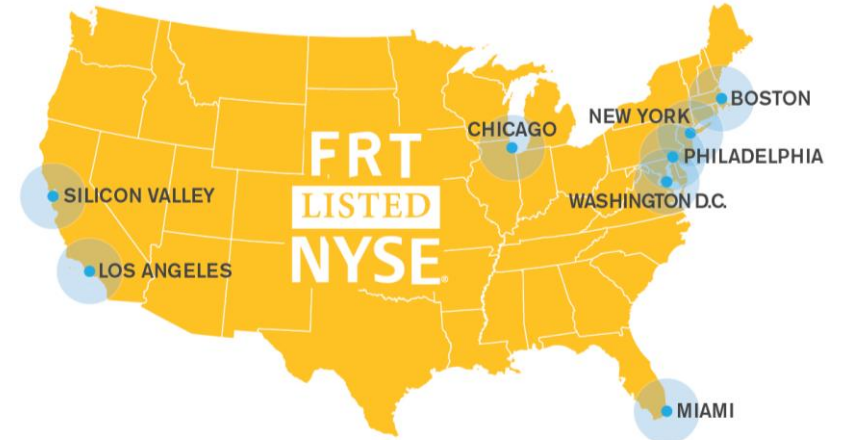 BOSTON
NEW YORK
CHICAGO
PHILADELPHIA
FRT
LISTED
NYSE®
SILICON VALLEY
WASHINGTON D.C.
LOS ANGELES
MIAMI